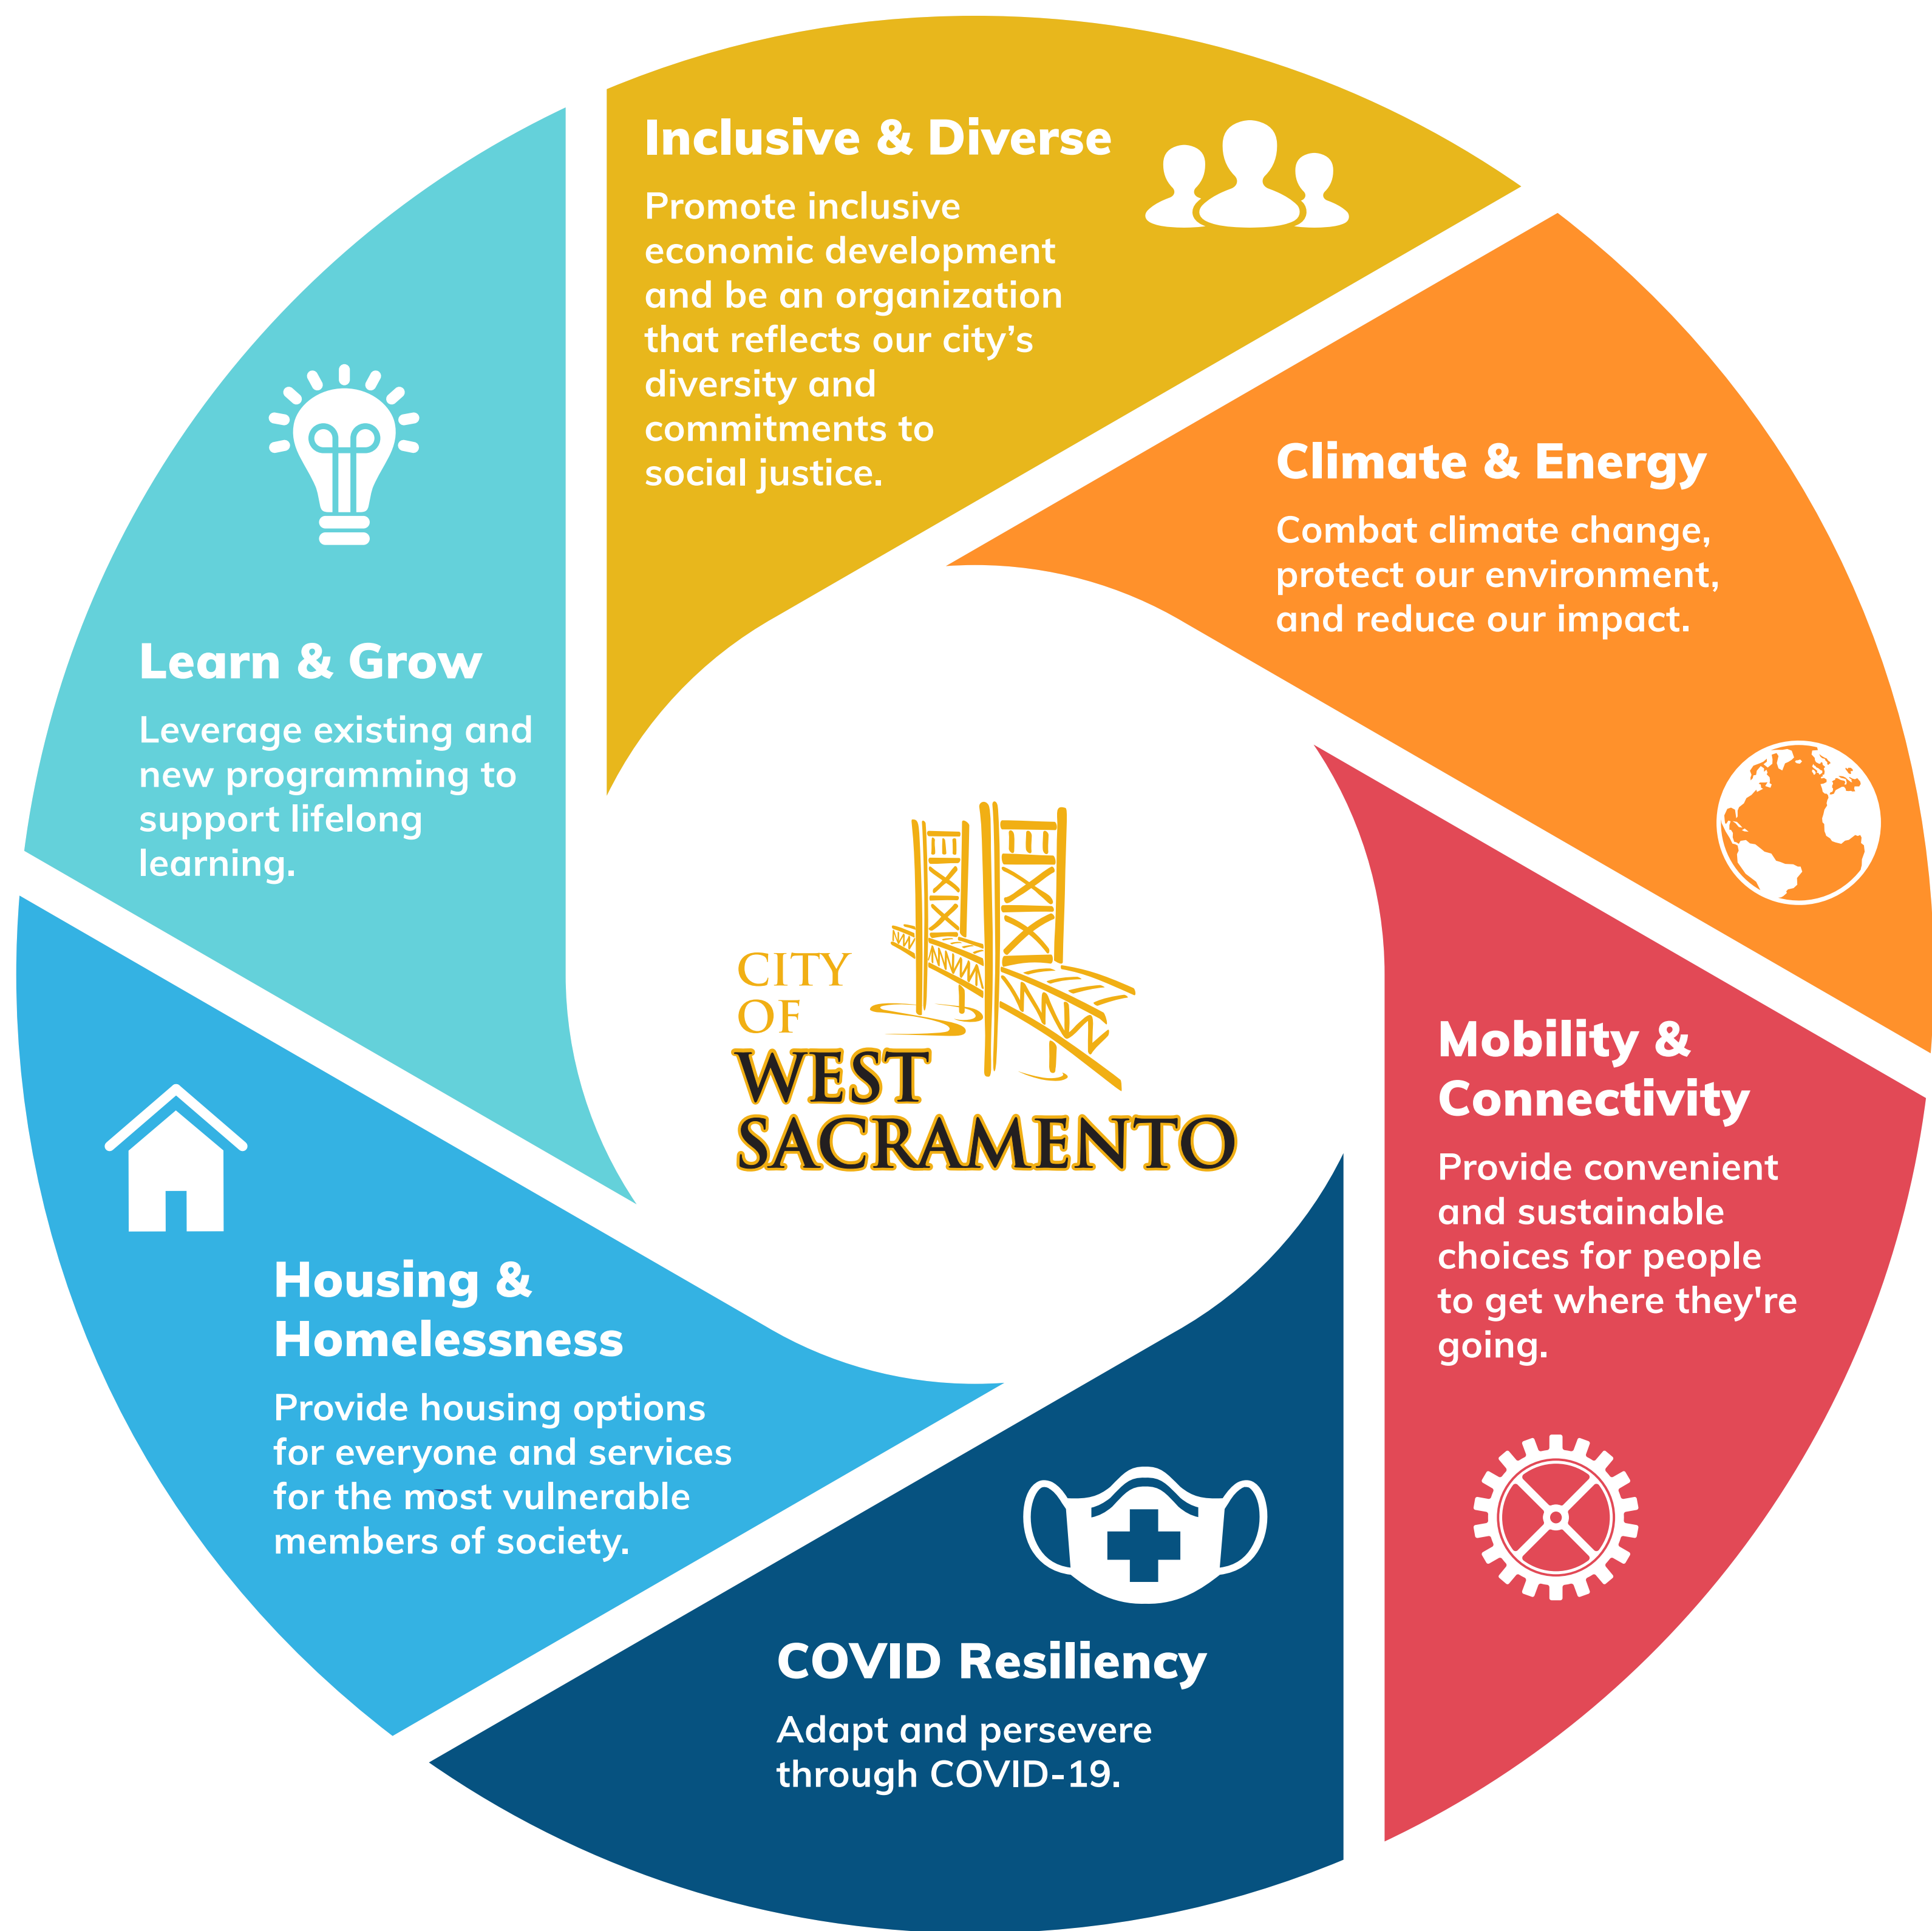 Inclusive & Diverse
Promote inclusive
economic development
and be an organization
that reflects our city’s
diversity and
commitments to
social justice.
Climate & Energy
Combat climate change,
protect our environment,
and reduce our impact.
Mobility &
Connectivity
Provide convenient
and sustainable
choices for people
to get where they're
going.
COVID Resiliency
Adapt and persevere
through COVID-19.
Housing &
Homelessness
Provide housing options
for everyone and services
for the most vulnerable
members of society.
Learn & Grow
Leverage existing and
new programming to
support lifelong
learning.
CITY
OF
WEST
SACRAMENTO